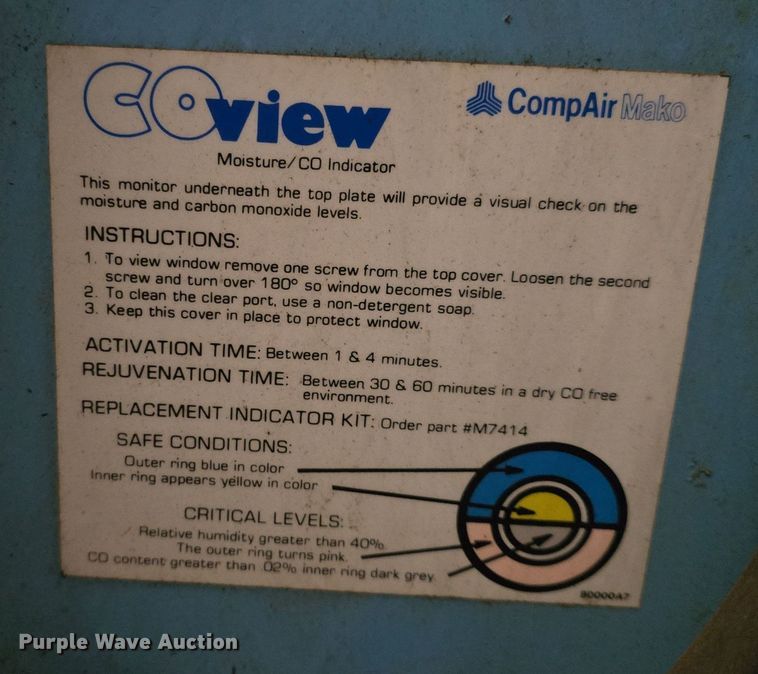 COview
CompAir Mako
Moisture/CO Indicator
This monitor underneath the top plate will provide a visual check on the
moisture and carbon monoxide levels.
INSTRUCTIONS:
1. To view window remove one screw from the top cover. Loosen the second
screw and turn over 180° so window becomes visible.
2. To clean the clear port, use a non-detergent soap.
3. Keep this cover in place to protect window.
ACTIVATION TIME: Between 1 & 4 minutes.
REJUVENATION TIME: Between 30 & 60 minutes in a dry CO free
environment.
REPLACEMENT INDICATOR KIT: Order part #M7414
SAFE CONDITIONS:
Outer ring blue in color
Inner ring appears yellow in color
CRITICAL LEVELS:
Relative humidity greater than 40%
The outer ring turns pink.
CO content greater than .02% inner ring dark grey.
80000A7
Purple Wave Auction